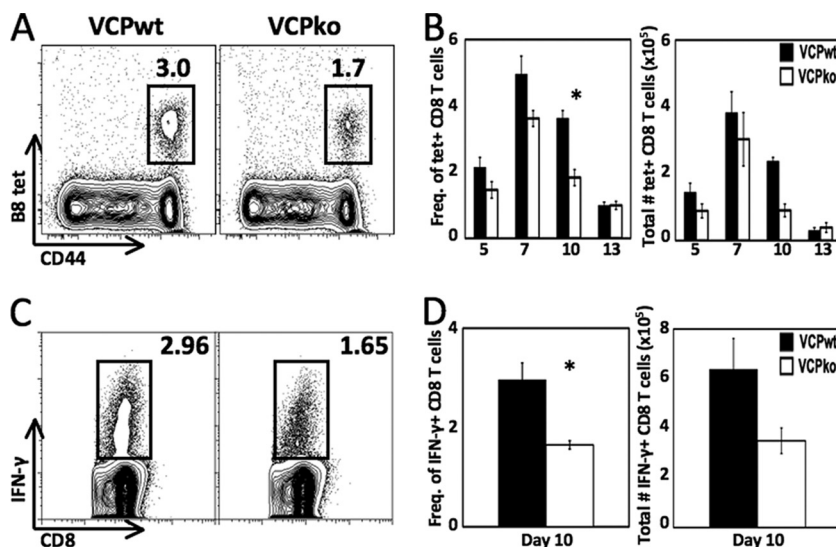 A
VCPwt
VCPko
3.0
1.7
B8 tet
CD44
B
Freq. of tet+ CD8 T cells
6
4
2
0
5
7
10
13
*
Total # tet+ CD8 T cells (x10⁵)
6
4
2
0
5
7
10
13
VCPwt
VCPko
C
2.96
1.65
IFN-γ
CD8
D
Freq. of IFN-γ+ CD8 T cells
4
2
0
*
Day 10
Total # IFN-γ+ CD8 T cells (x10⁵)
8
6
4
2
0
Day 10
VCPwt
VCPko